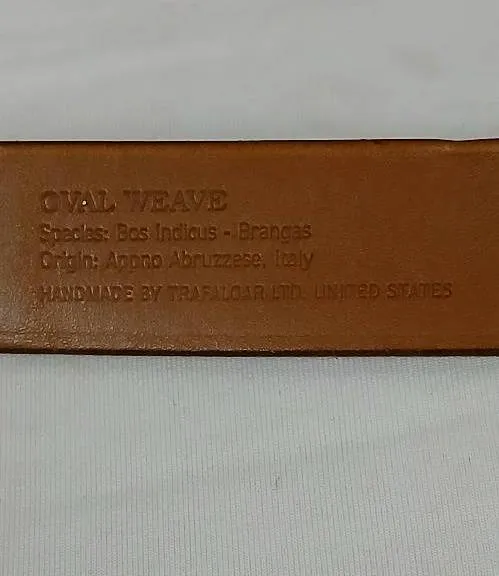 OVAL WEAVE
Species: Bos Indicus - Brangas
Origin: Appno Abruzzese, Italy
HANDMADE BY TRAFALGAR LTD. UNITED STATES